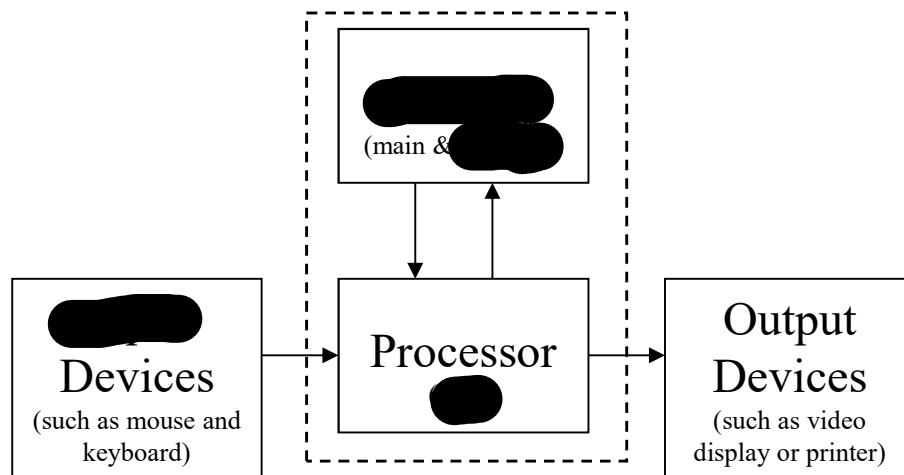 (main &
Devices
(such as mouse and
keyboard)
Processor
Output
Devices
(such as video
display or printer)